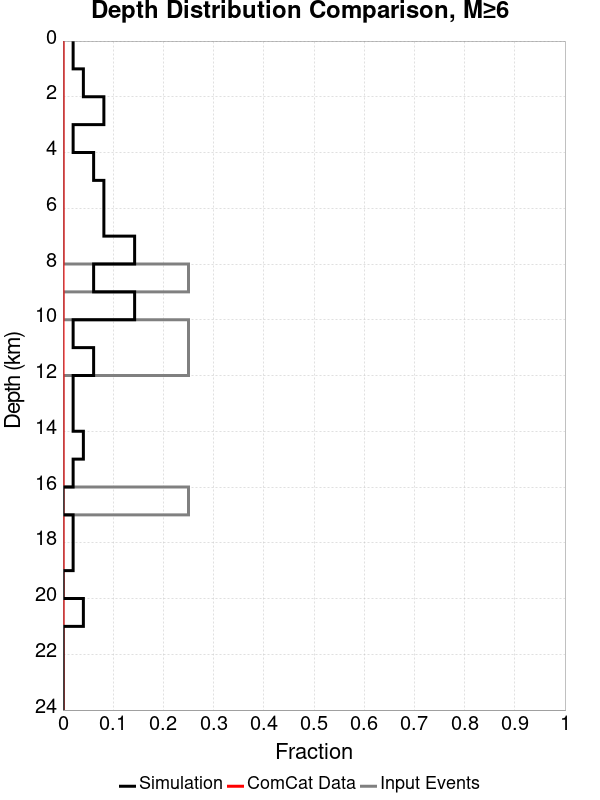 Depth Distribution Comparison, M≥6
0
2
4
6
8
10
12
14
16
18
20
22
24
Depth (km)
0 0.1 0.2 0.3 0.4 0.5 0.6 0.7 0.8 0.9 1
Fraction
Simulation ComCat Data Input Events